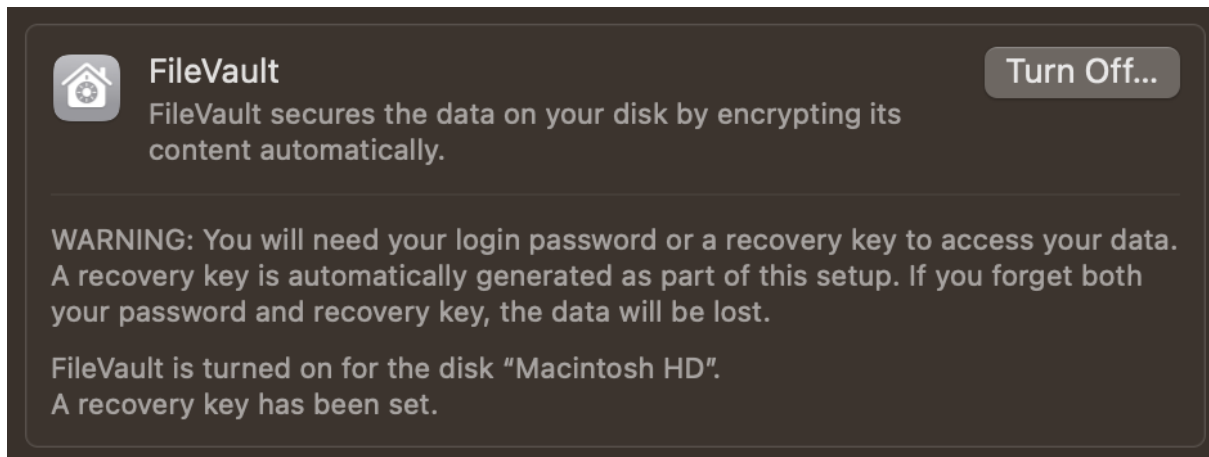 FileVault
Turn Off...
FileVault secures the data on your disk by encrypting its
content automatically.
WARNING: You will need your login password or a recovery key to access your data.
A recovery key is automatically generated as part of this setup. If you forget both
your password and recovery key, the data will be lost.
FileVault is turned on for the disk “Macintosh HD”.
A recovery key has been set.